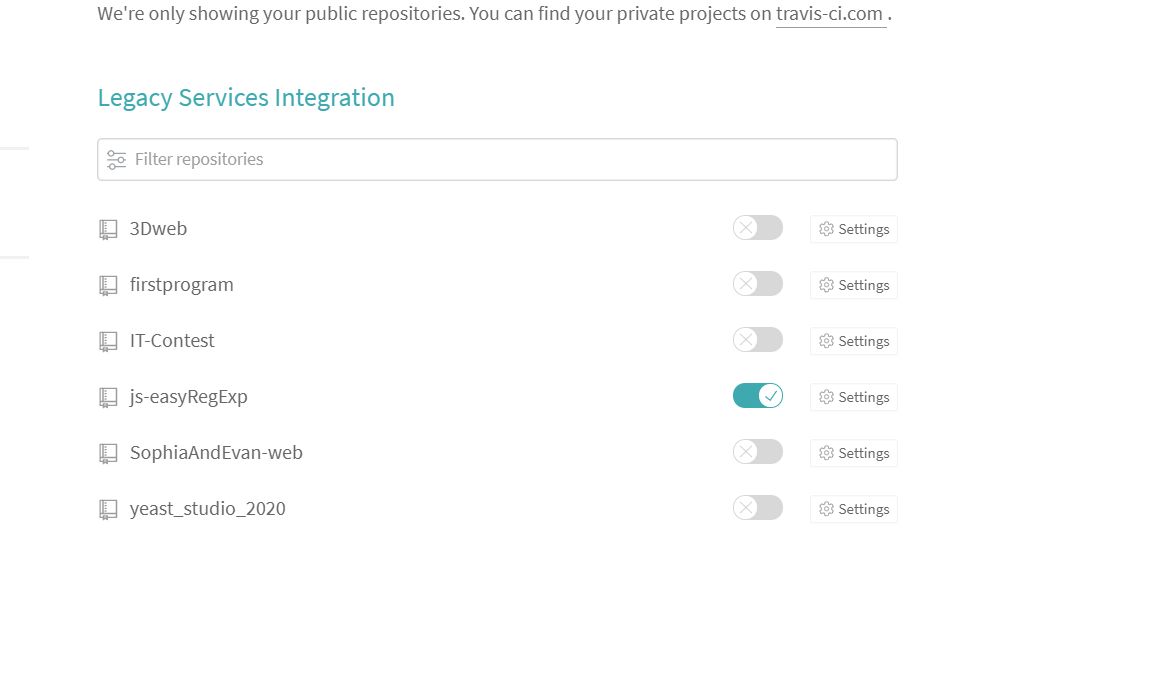 We're only showing your public repositories. You can find your private projects on travis-ci.com .
Legacy Services Integration
Filter repositories
3Dweb Settings
firstprogram Settings
IT-Contest Settings
js-easyRegExp Settings
SophiaAndEvan-web Settings
yeast_studio_2020 Settings